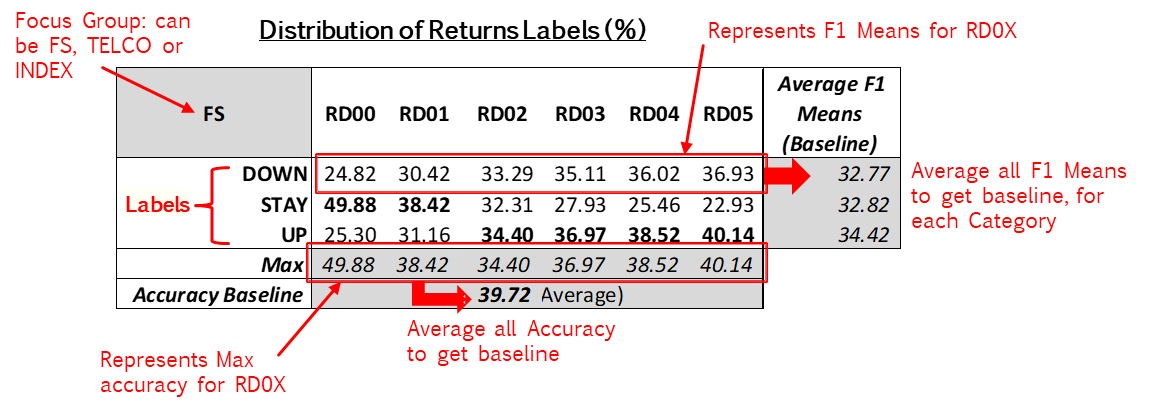 Focus Group: can
be FS, TELCO or
INDEX
Distribution of Returns Labels (%)
Represents F1 Means for RD0X
FS RD00 RD01 RD02 RD03 RD04 RD05 Average F1
Means
(Baseline)
Labels
DOWN 24.82 30.42 33.29 35.11 36.02 36.93 32.77
STAY 49.88 38.42 32.31 27.93 25.46 22.93 32.82
UP 25.30 31.16 34.40 36.97 38.52 40.14 34.42
Max 49.88 38.42 34.40 36.97 38.52 40.14
Accuracy Baseline 39.72 Average)
Average all F1 Means
to get baseline, for
each Category
Average all Accuracy
to get baseline
Represents Max
accuracy for RD0X